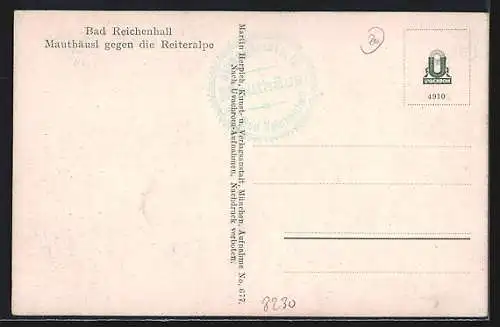 Bad Reichenhall
Mauthäusl gegen die Reiteralpe
Martin Herpich, Kunst- u. Verlagsanstalt, München, Aufnahme No. 677.
Nach Uvachrom-Aufnahmen, Nachdruck verboten.
U
UVACHROM
4910
8230